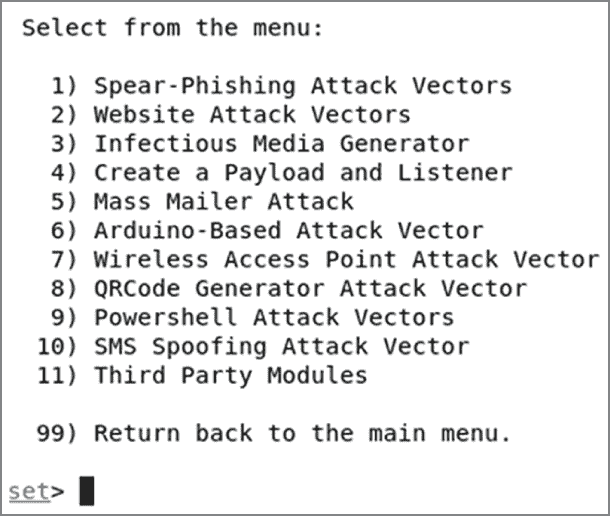 Select from the menu:
1) Spear-Phishing Attack Vectors
2) Website Attack Vectors
3) Infectious Media Generator
4) Create a Payload and Listener
5) Mass Mailer Attack
6) Arduino-Based Attack Vector
7) Wireless Access Point Attack Vector
8) QRCode Generator Attack Vector
9) Powershell Attack Vectors
10) SMS Spoofing Attack Vector
11) Third Party Modules
99) Return back to the main menu.
set>